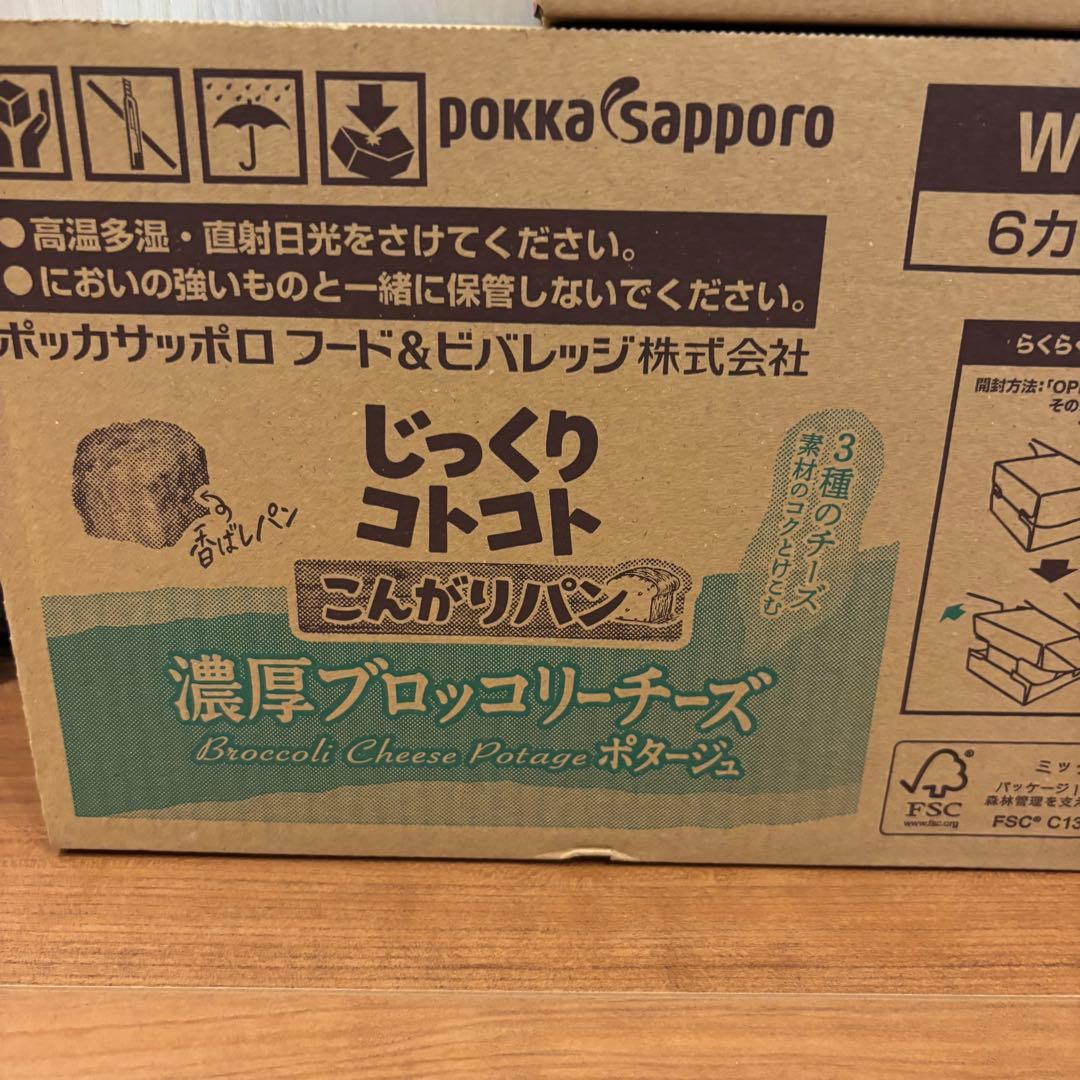 pokka sapporo
●高温多湿・直射日光をさけてください。
●においの強いものと一緒に保管しないでください。
ポッカサッポロ フード&ビバレッジ株式会社
じっくり
コトコト
こんがりパン
香ばしパン
3種のチーズ
素材のコクとけこむ
濃厚ブロッコリーチーズ
Broccoli Cheese Potage ポタージュ
W
6カ
らくらく
開封方法:「OP
その
FSC
www.fsc.org
ミッ
パッケージ
森林管理を支え
FSC® C13